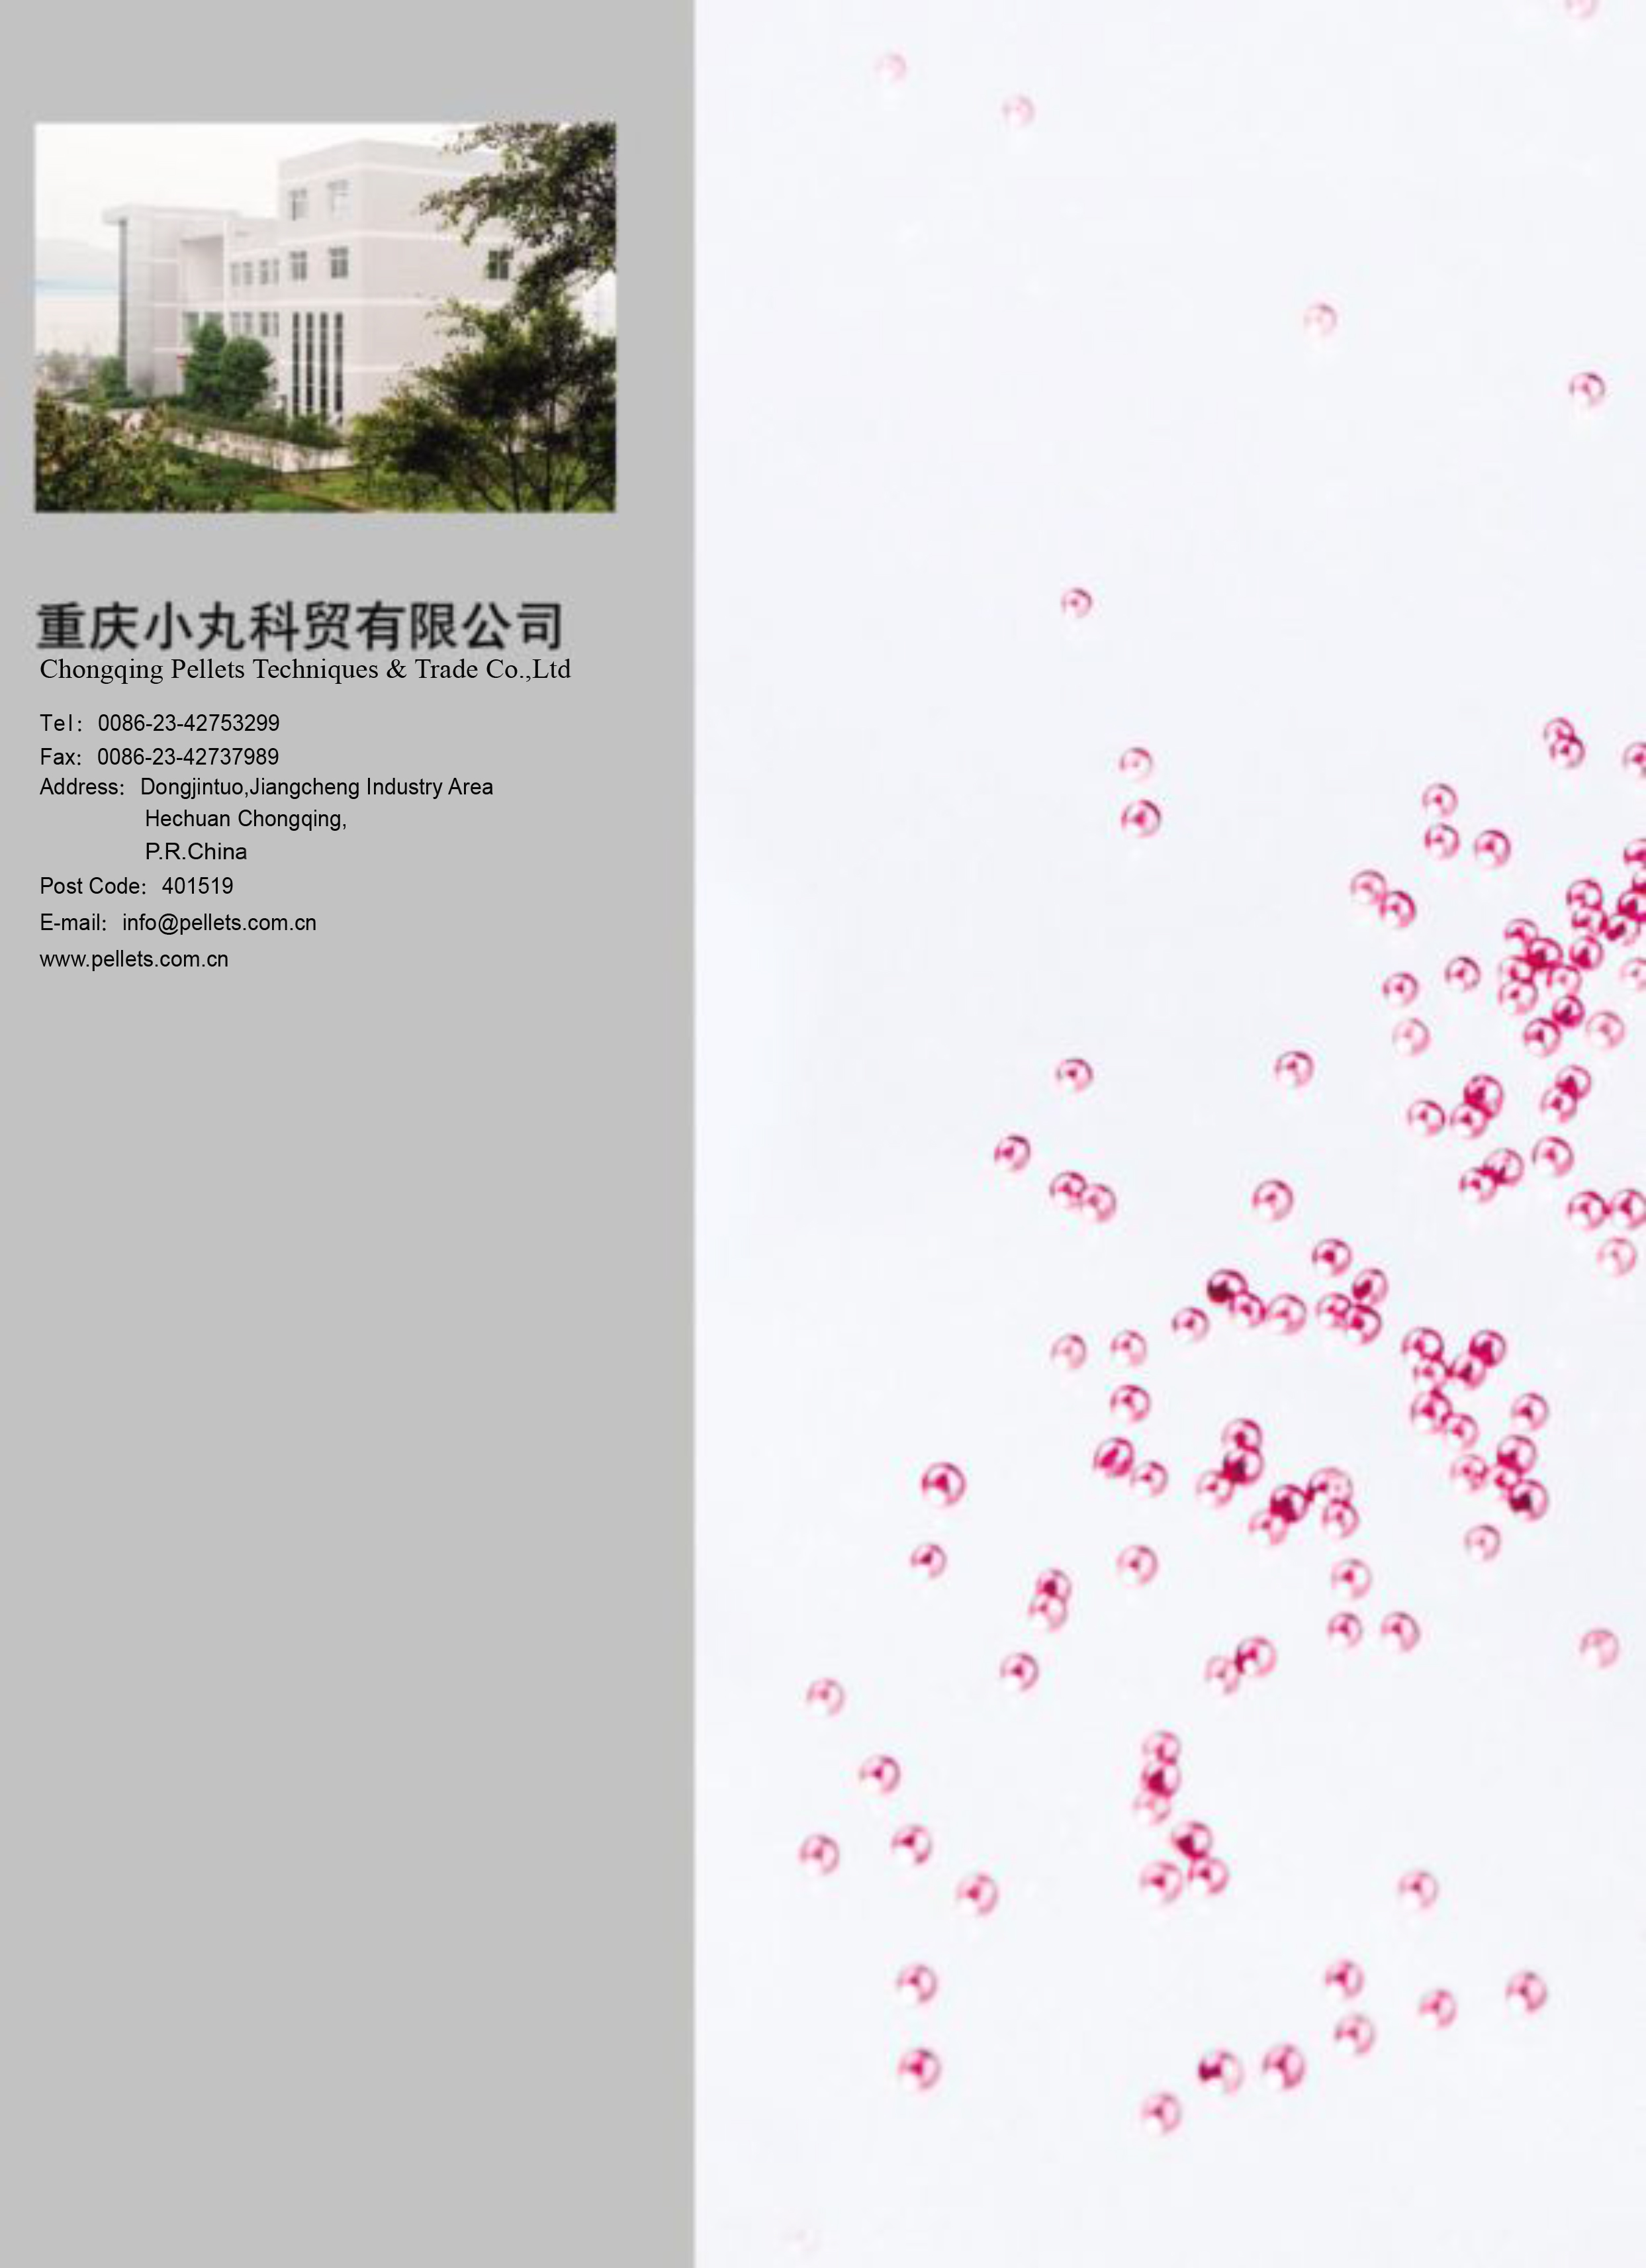 重庆小丸科贸有限公司
Chongqing Pellets Techniques & Trade Co.,Ltd
Tel：0086-23-42753299
Fax：0086-23-42737989
Address：Dongjintuo,Jiangcheng Industry Area
Hechuan Chongqing,
P.R.China
Post Code：401519
E-mail：info@pellets.com.cn
www.pellets.com.cn